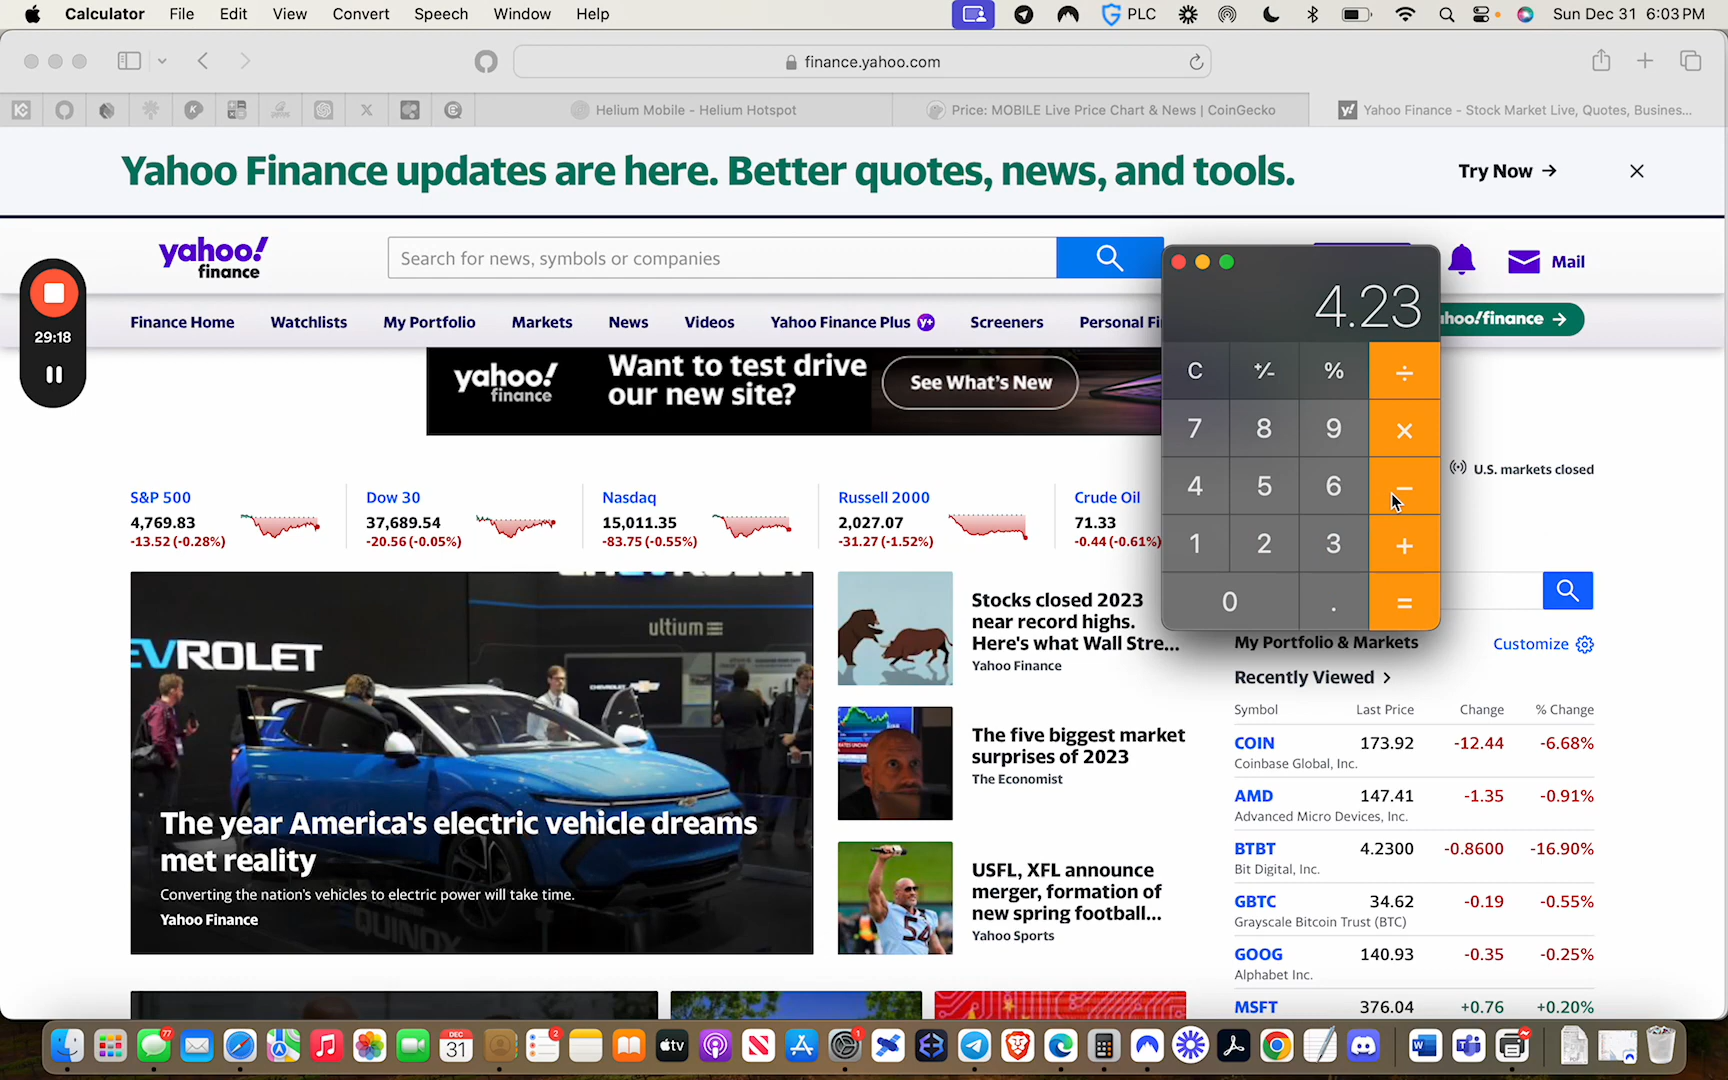 Calculator File Edit View Convert Speech Window Help PLC Sun Dec 31 6:03 PM
finance.yahoo.com
Helium Mobile - Helium Hotspot
Price: MOBILE Live Price Chart & News | CoinGecko
Yahoo Finance - Stock Market Live, Quotes, Busines...
Yahoo Finance updates are here. Better quotes, news, and tools.
Try Now →
yahoo!
finance
Search for news, symbols or companies
Mail
29:18
Finance Home Watchlists My Portfolio Markets News Videos Yahoo Finance Plus y+ Screeners Personal Fi
hoo!finance →
4.23
C +/- % ÷
7 8 9 ×
4 5 6 −
1 2 3 +
0 . =
yahoo!
finance
Want to test drive
our new site?
See What's New
U.S. markets closed
S&P 500
4,769.83
-13.52 (-0.28%)
Dow 30
37,689.54
-20.56 (-0.05%)
Nasdaq
15,011.35
-83.75 (-0.55%)
Russell 2000
2,027.07
-31.27 (-1.52%)
Crude Oil
71.33
-0.44 (-0.61%)
CHEVROLET
EVROLET
ultium
CHEVROLET
EQUINOX
The year America's electric vehicle dreams
met reality
Converting the nation's vehicles to electric power will take time.
Yahoo Finance
Stocks closed 2023
near record highs.
Here's what Wall Stre...
Yahoo Finance
The five biggest market
surprises of 2023
The Economist
54
USFL, XFL announce
merger, formation of
new spring football...
Yahoo Sports
My Portfolio & Markets
Customize
Recently Viewed
Symbol Last Price Change % Change
COIN 173.92 -12.44 -6.68%
Coinbase Global, Inc.
AMD 147.41 -1.35 -0.91%
Advanced Micro Devices, Inc.
BTBT 4.2300 -0.8600 -16.90%
Bit Digital, Inc.
GBTC 34.62 -0.19 -0.55%
Grayscale Bitcoin Trust (BTC)
GOOG 140.93 -0.35 -0.25%
Alphabet Inc.
MSFT 376.04 +0.76 +0.20%
77
DEC
31
2
tv
1